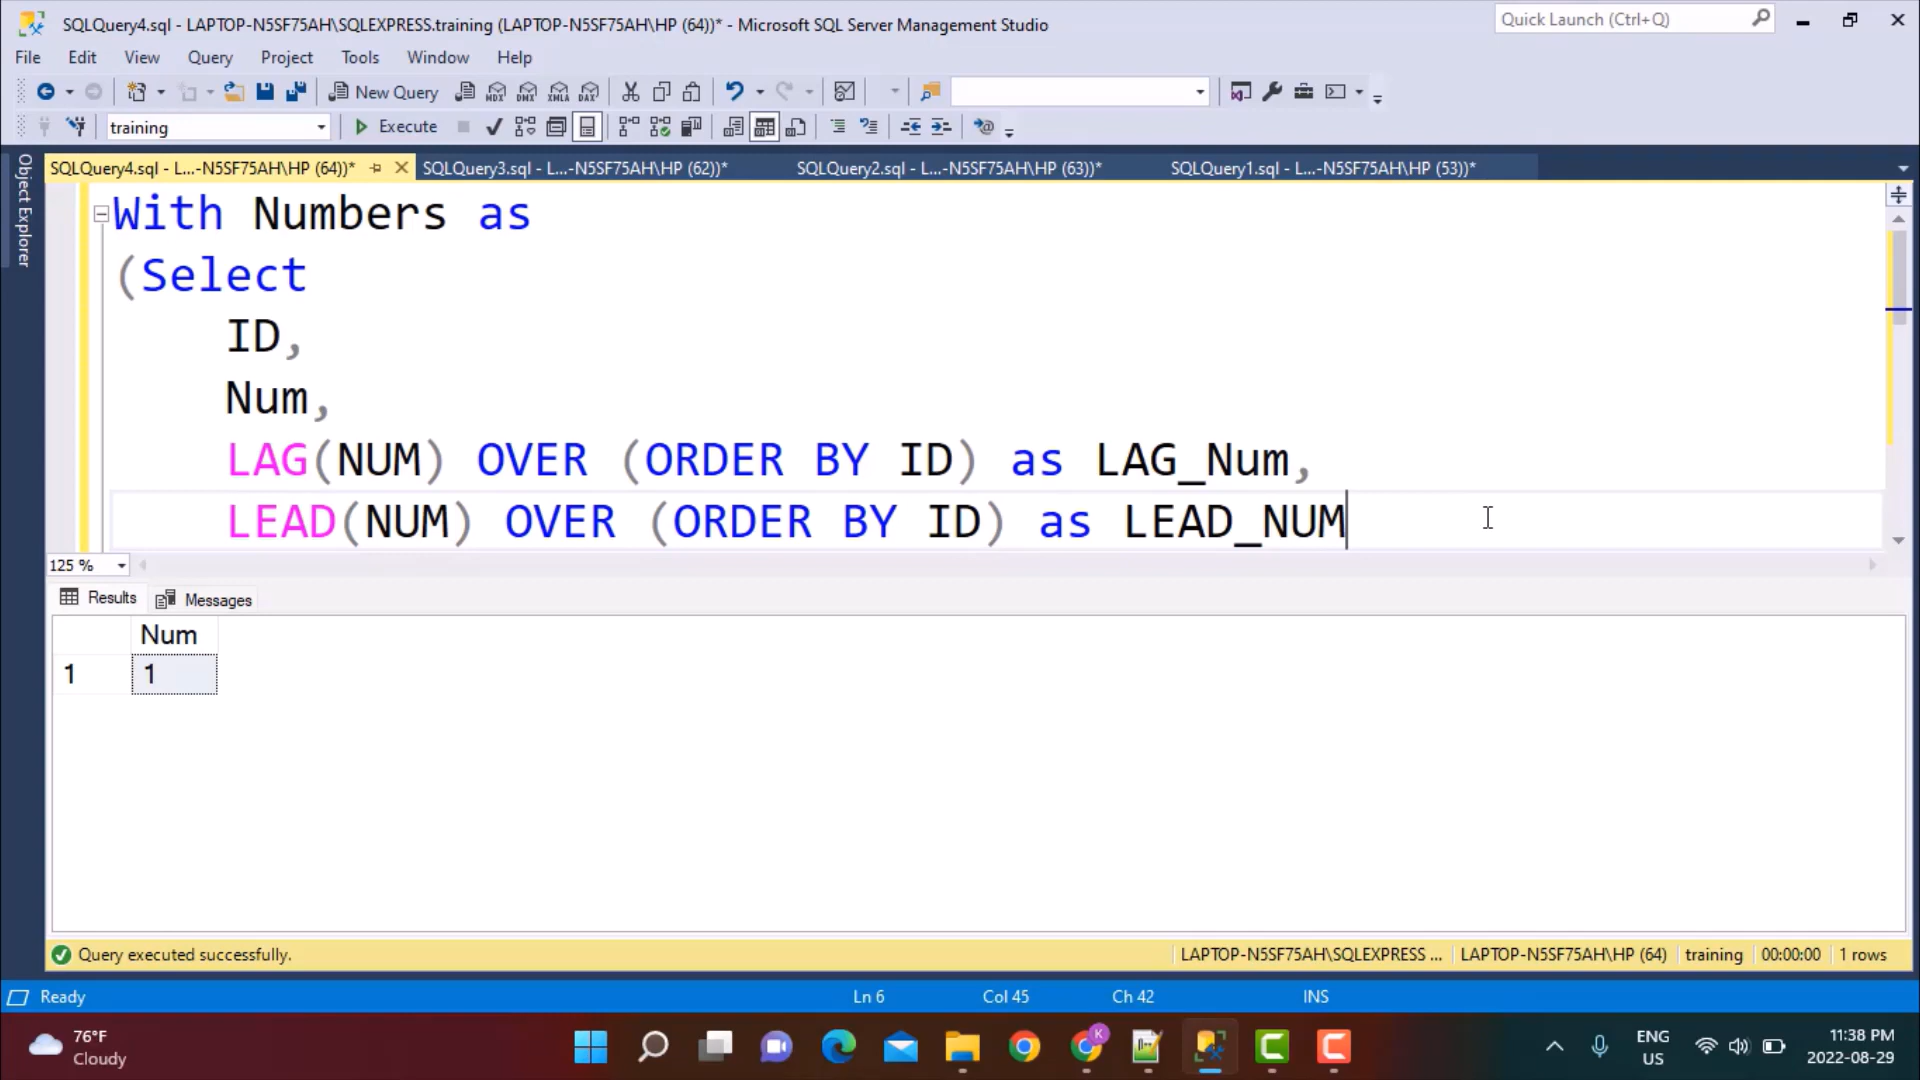 SQLQuery4.sql - LAPTOP-N5SF75AH\SQLEXPRESS.training (LAPTOP-N5SF75AH\HP (64))* - Microsoft SQL Server Management Studio
Quick Launch (Ctrl+Q)
File Edit View Query Project Tools Window Help
New Query MDX DMX XMLA DAX
training Execute
Object Explorer
SQLQuery4.sql - L...-N5SF75AH\HP (64))* SQLQuery3.sql - L...-N5SF75AH\HP (62))* SQLQuery2.sql - L...-N5SF75AH\HP (63))* SQLQuery1.sql - L...-N5SF75AH\HP (53))*
With Numbers as
(Select
ID,
Num,
LAG(NUM) OVER (ORDER BY ID) as LAG_Num,
LEAD(NUM) OVER (ORDER BY ID) as LEAD_NUM
125 %
Results Messages
Num
1 1
Query executed successfully. LAPTOP-N5SF75AH\SQLEXPRESS ... LAPTOP-N5SF75AH\HP (64) training 00:00:00 1 rows
Ready Ln 6 Col 45 Ch 42 INS
76°F
Cloudy
K
ENG
US
11:38 PM
2022-08-29